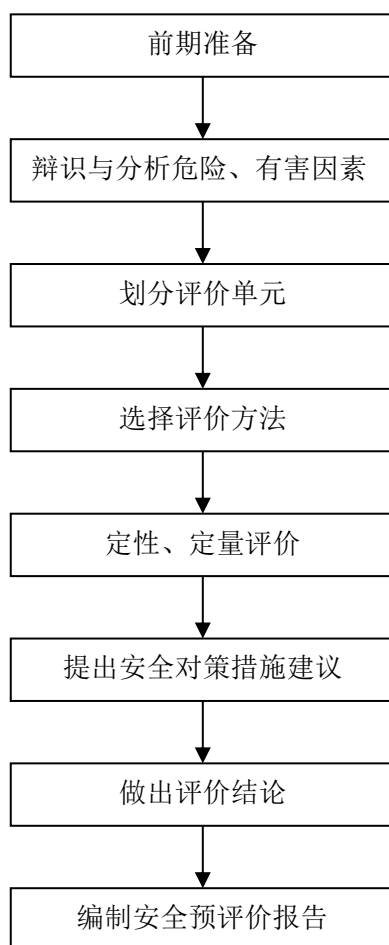 前期准备
辩识与分析危险、有害因素
划分评价单元
选择评价方法
定性、定量评价
提出安全对策措施建议
做出评价结论
编制安全预评价报告